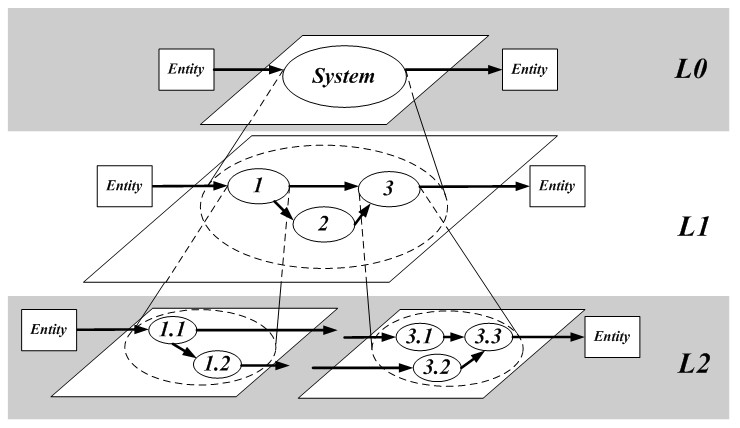 Entity
System
Entity
L0
Entity
1
3
Entity
2
L1
Entity
1.1
3.1
3.3
Entity
1.2
3.2
L2